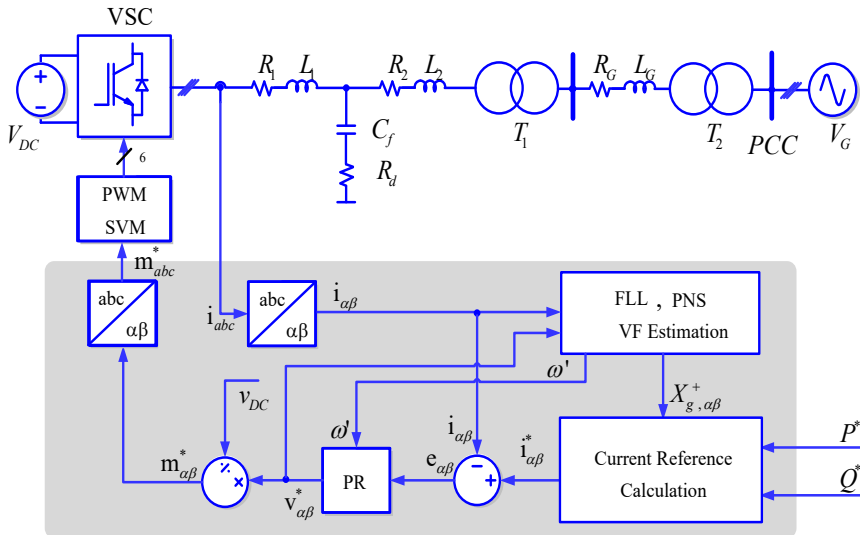 VSC
R_1
L_1
R_2
L_2
R_G
L_G
V_DC
C_f
T_1
T_2
PCC
V_G
R_d
6
PWM
SVM
m*_abc
abc
αβ
i_abc
abc
αβ
i_αβ
FLL , PNS
VF Estimation
ω'
X^+_g,αβ
v_DC
ω'
i_αβ
i*_αβ
P*
m*_αβ
÷
×
v*_αβ
PR
e_αβ
−
+
Current Reference
Calculation
Q*